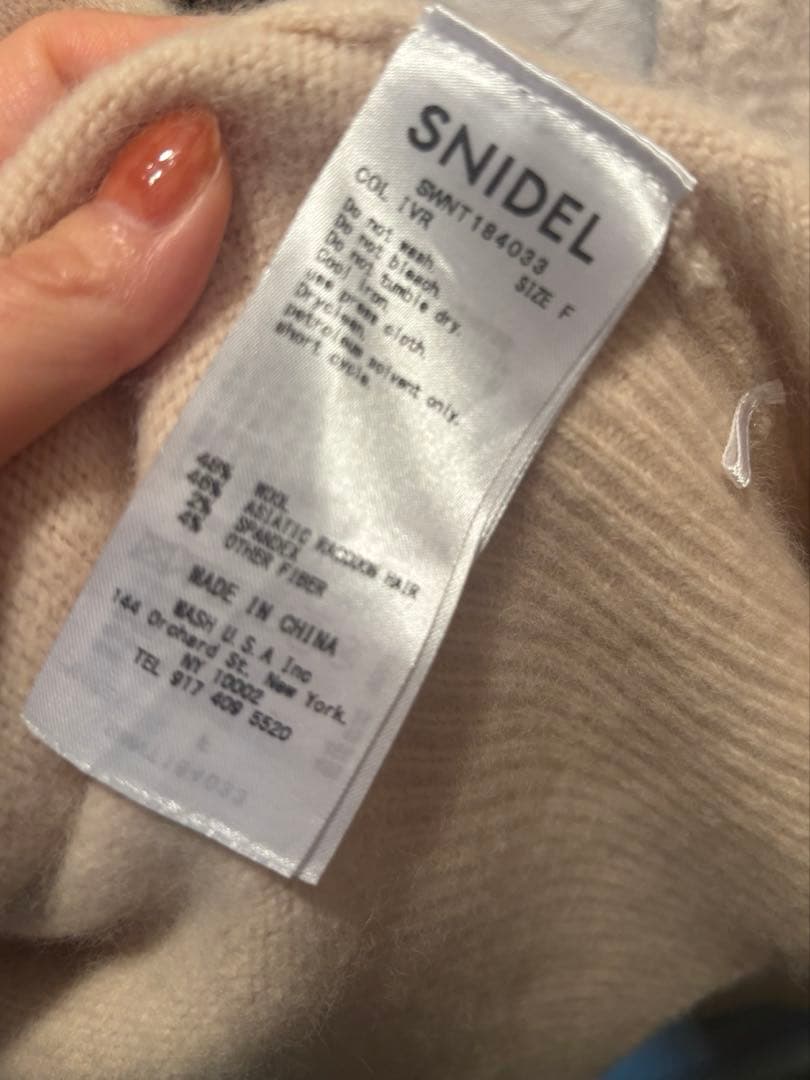 SNIDEL
SWNT184033
COL IVR
SIZE F
Do not wash.
Do not bleach.
Do not tumble dry.
Cool iron.
use press cloth.
Dryclean.
petroleum solvent only.
short cycle.
WOOL
ASIATIC RACCOON HAIR
2% SPANDEX
4% OTHER FIBER
MADE IN CHINA
MASH U.S.A Inc
144 Orchard St. New York.
NY 10002
TEL 917 409 5520